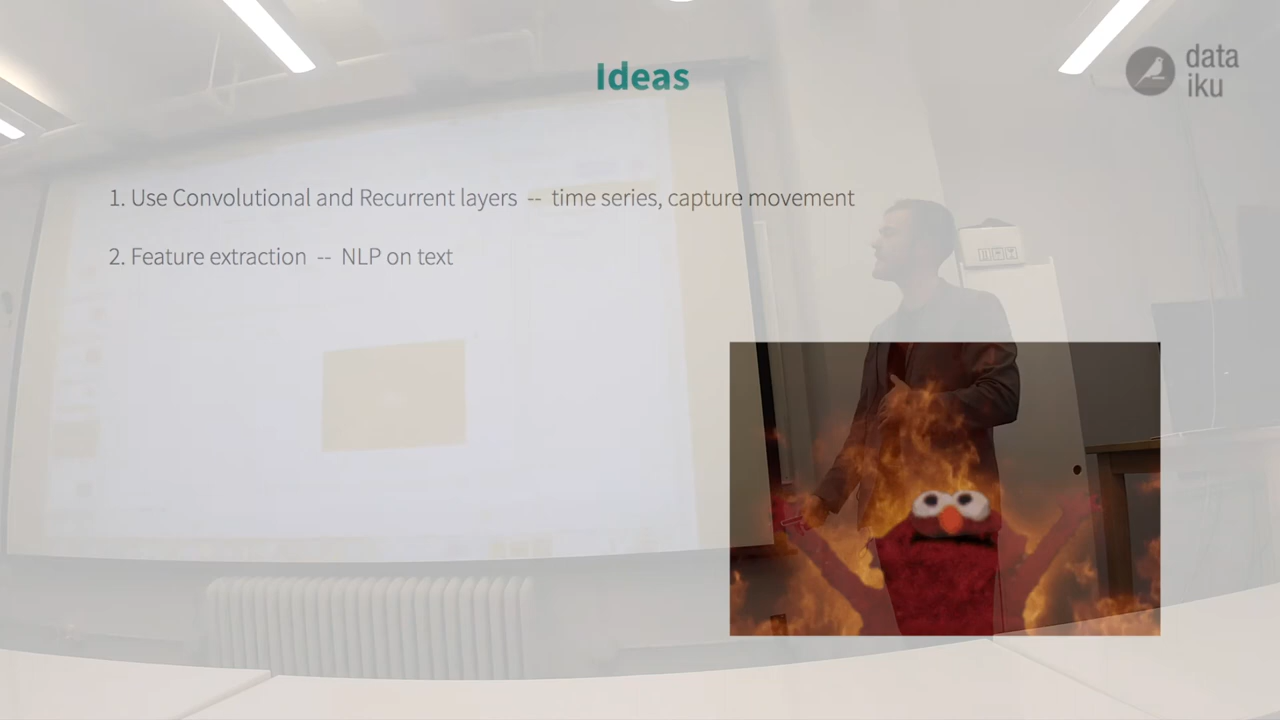 Ideas
data
iku
1. Use Convolutional and Recurrent layers -- time series, capture movement
2. Feature extraction -- NLP on text